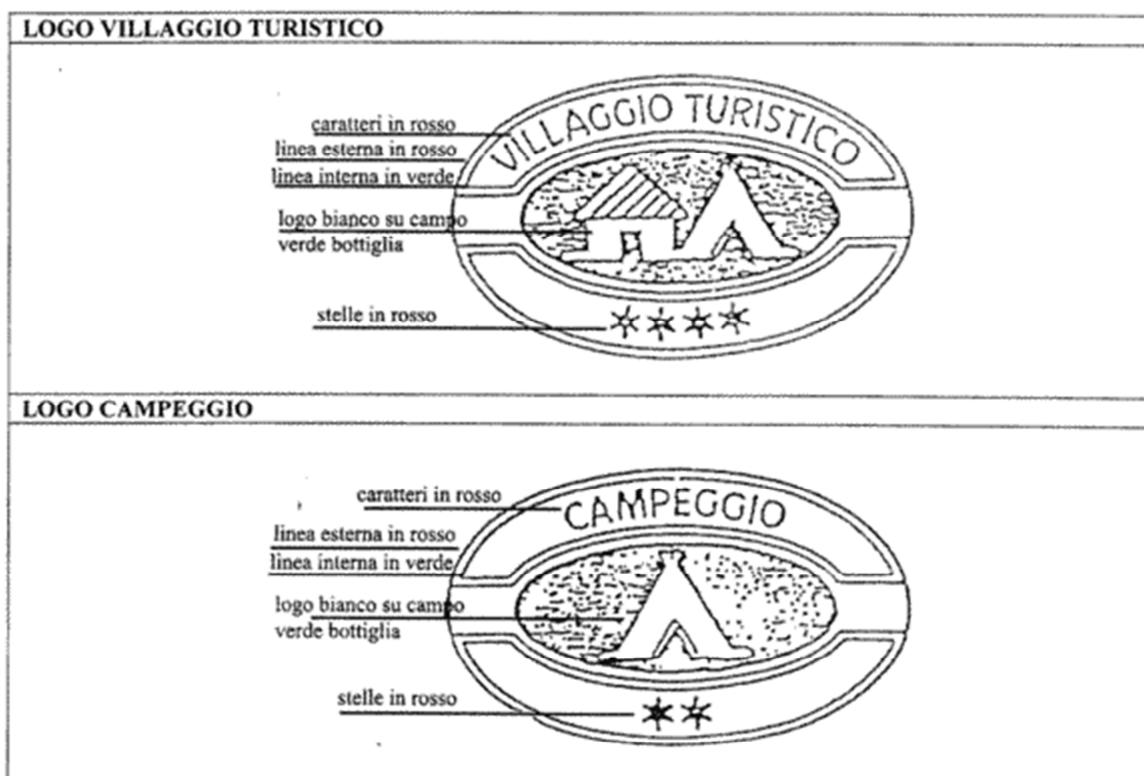 LOGO VILLAGGIO TURISTICO
VILLAGGIO TURISTICO
caratteri in rosso
linea esterna in rosso
linea interna in verde
logo bianco su campo
verde bottiglia
stelle in rosso
LOGO CAMPEGGIO
CAMPEGGIO
caratteri in rosso
linea esterna in rosso
linea interna in verde
logo bianco su campo
verde bottiglia
stelle in rosso